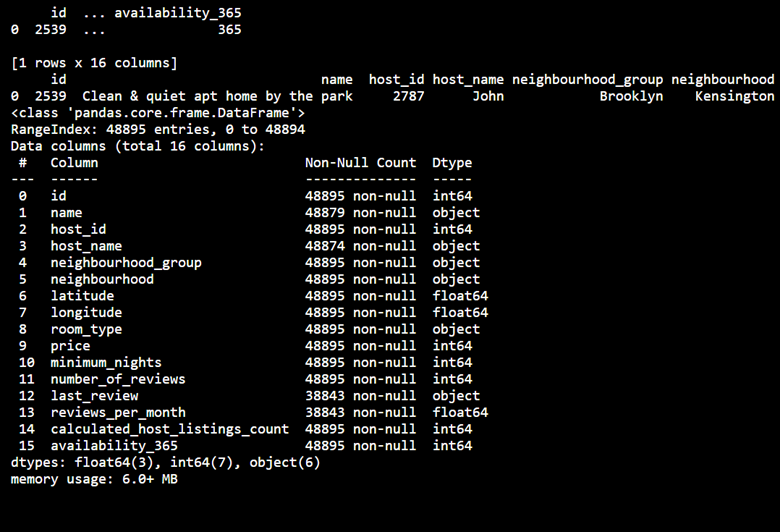 id ... availability_365
0 2539 ... 365
[1 rows x 16 columns]
id name host_id host_name neighbourhood_group neighbourhood
0 2539 Clean & quiet apt home by the park 2787 John Brooklyn Kensington
<class 'pandas.core.frame.DataFrame'>
RangeIndex: 48895 entries, 0 to 48894
Data columns (total 16 columns):
# Column Non-Null Count Dtype
--- ------ -------------- -----
0 id 48895 non-null int64
1 name 48879 non-null object
2 host_id 48895 non-null int64
3 host_name 48874 non-null object
4 neighbourhood_group 48895 non-null object
5 neighbourhood 48895 non-null object
6 latitude 48895 non-null float64
7 longitude 48895 non-null float64
8 room_type 48895 non-null object
9 price 48895 non-null int64
10 minimum_nights 48895 non-null int64
11 number_of_reviews 48895 non-null int64
12 last_review 38843 non-null object
13 reviews_per_month 38843 non-null float64
14 calculated_host_listings_count 48895 non-null int64
15 availability_365 48895 non-null int64
dtypes: float64(3), int64(7), object(6)
memory usage: 6.0+ MB